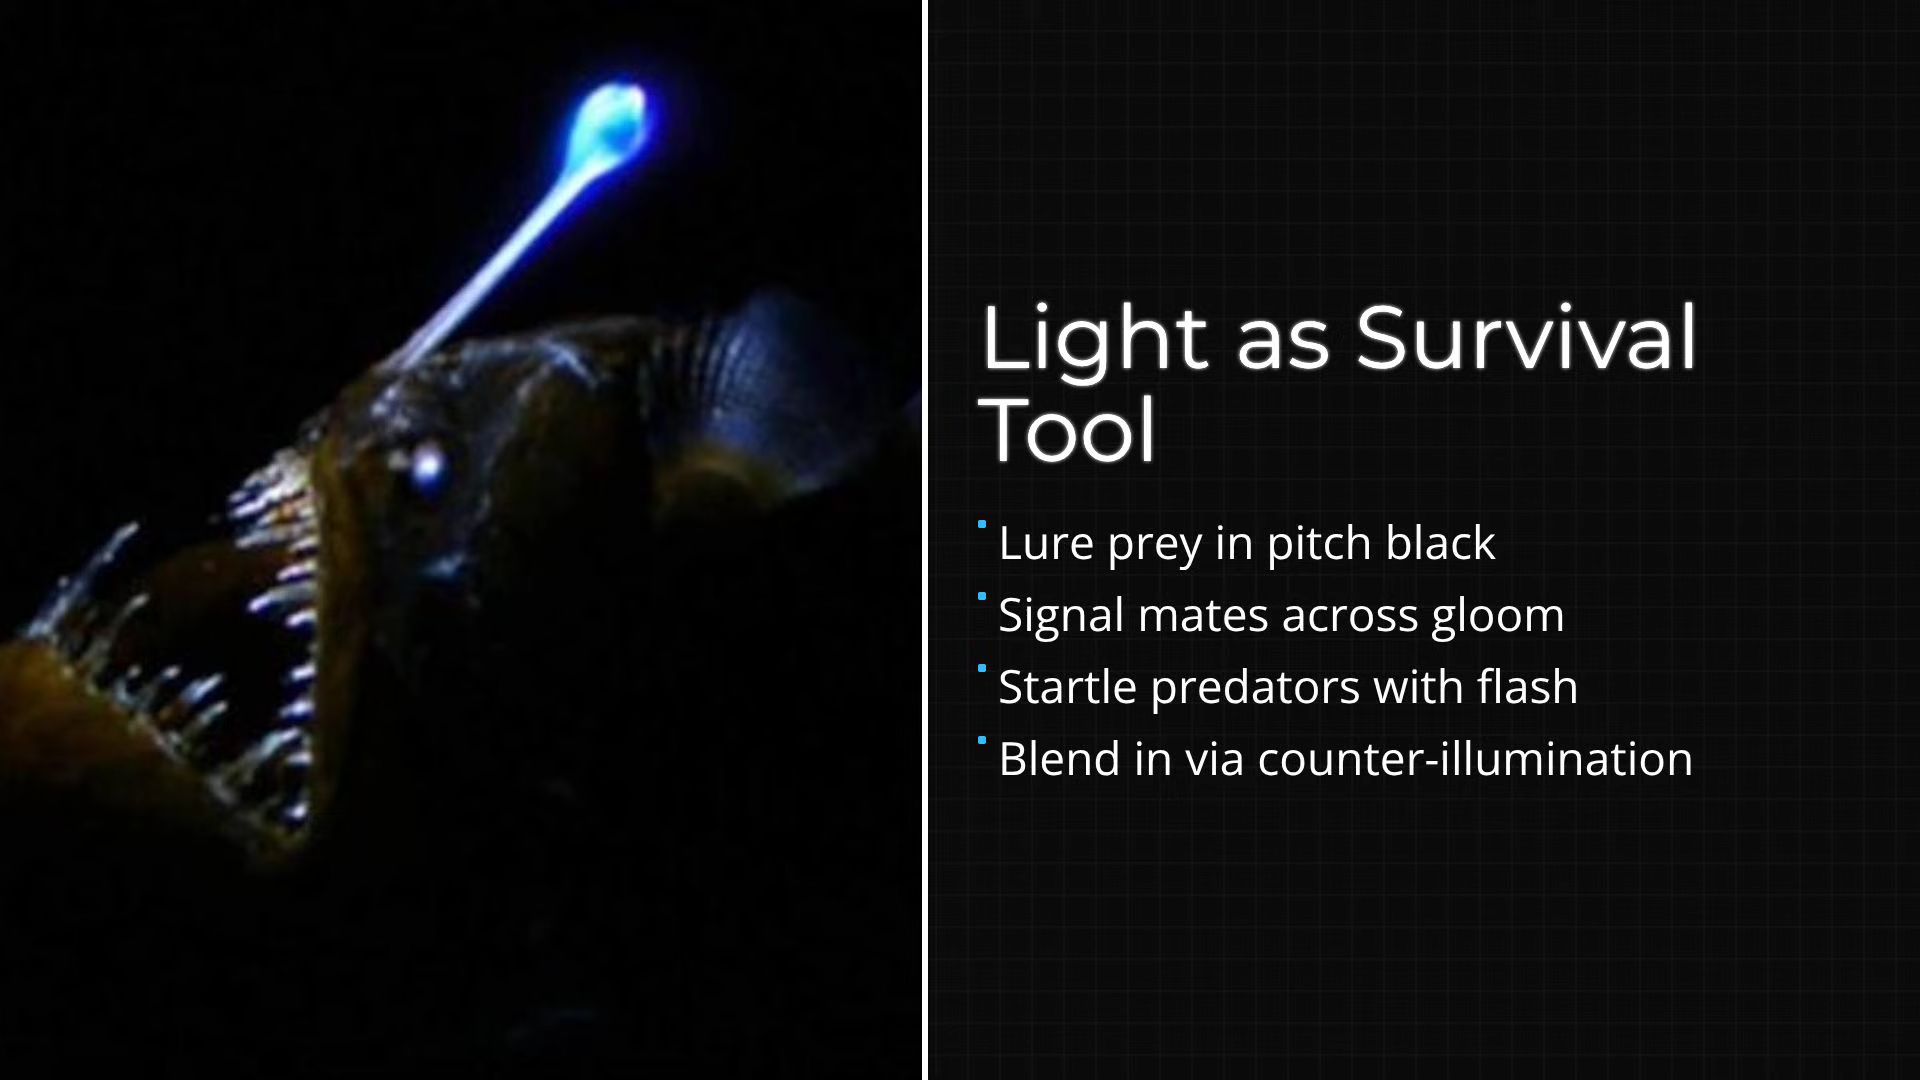 Light as Survival
Tool
Lure prey in pitch black
Signal mates across gloom
Startle predators with flash
Blend in via counter-illumination